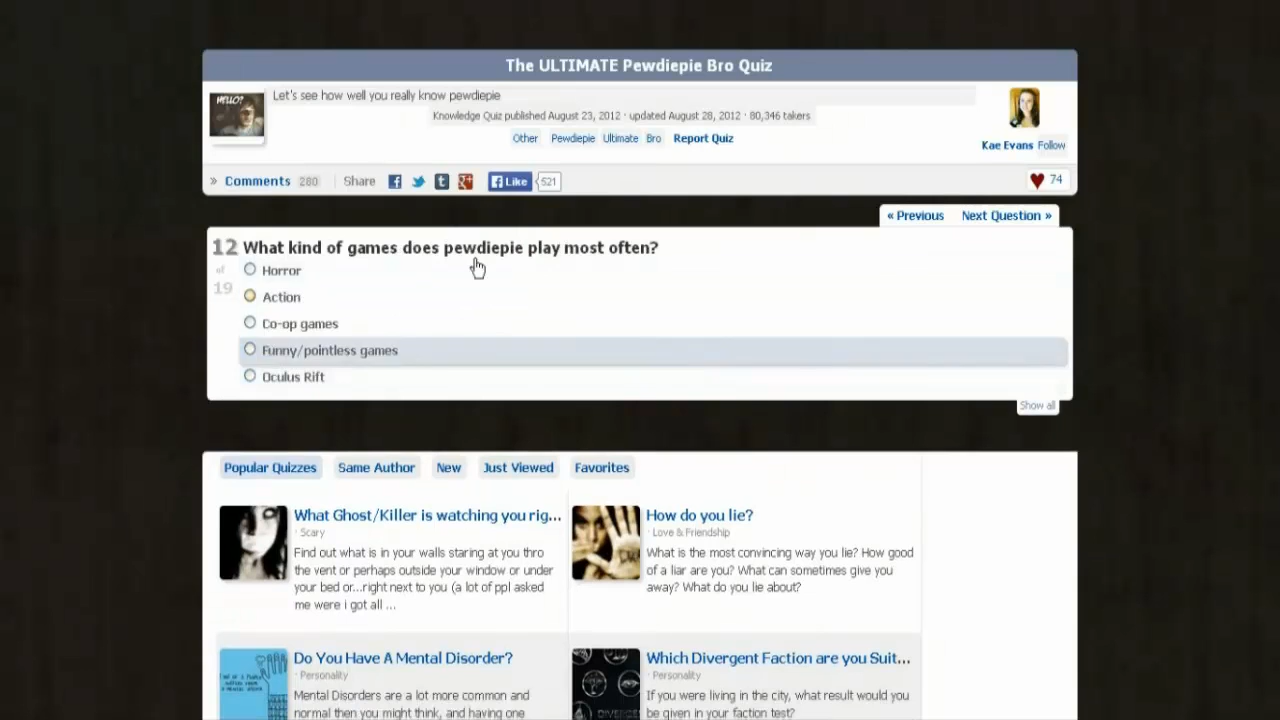 The ULTIMATE Pewdiepie Bro Quiz
HELLO?
Let's see how well you really know pewdiepie
Knowledge Quiz published August 23, 2012 · updated August 28, 2012 · 80,346 takers
Other Pewdiepie Ultimate Bro Report Quiz
Kae Evans Follow
» Comments 280 Share Like 521
74
« Previous Next Question »
12 What kind of games does pewdiepie play most often?
of
19
Horror
Action
Co-op games
Funny/pointless games
Oculus Rift
Show all
Popular Quizzes Same Author New Just Viewed Favorites
What Ghost/Killer is watching you rig...
· Scary
Find out what is in your walls staring at you thro
the vent or perhaps outside your window or under
your bed or...right next to you (a lot of ppl asked
me were i got all ...
How do you lie?
· Love & Friendship
What is the most convincing way you lie? How good
of a liar are you? What can sometimes give you
away? What do you lie about?
Do You Have A Mental Disorder?
· Personality
Mental Disorders are a lot more common and
normal then you might think, and having one
Which Divergent Faction are you Suit...
· Personality
If you were living in the city, what result would you
be given in your faction test?